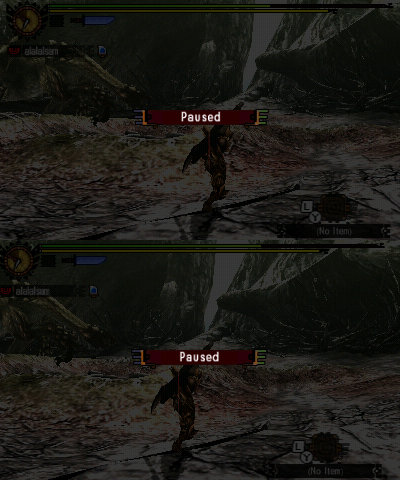 Paused
L
Y
(No Item)
Paused
L
Y
(No Item)